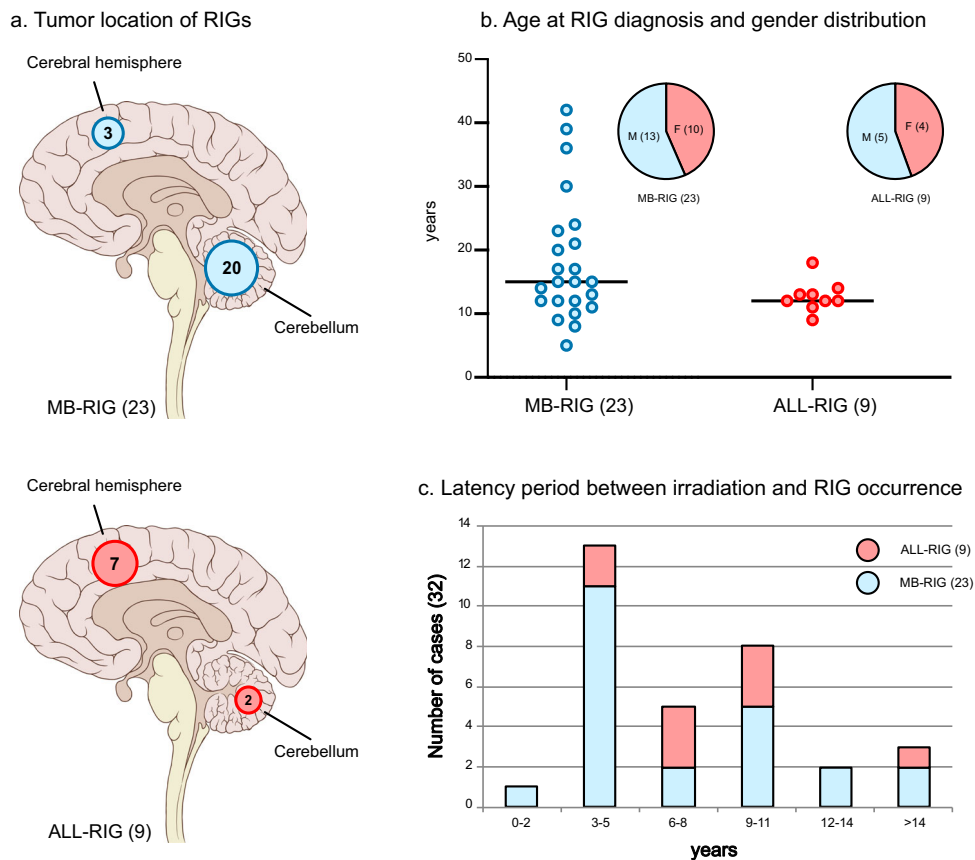 a. Tumor location of RIGs
Cerebral hemisphere
3
20
Cerebellum
MB-RIG (23)
Cerebral hemisphere
7
2
Cerebellum
ALL-RIG (9)
b. Age at RIG diagnosis and gender distribution
50
40
30
20
10
0
years
M (13)
F (10)
MB-RIG (23)
M (5)
F (4)
ALL-RIG (9)
MB-RIG (23)
ALL-RIG (9)
c. Latency period between irradiation and RIG occurrence
14
12
10
8
6
4
2
0
Number of cases (32)
ALL-RIG (9)
MB-RIG (23)
0-2
3-5
6-8
9-11
12-14
>14
years